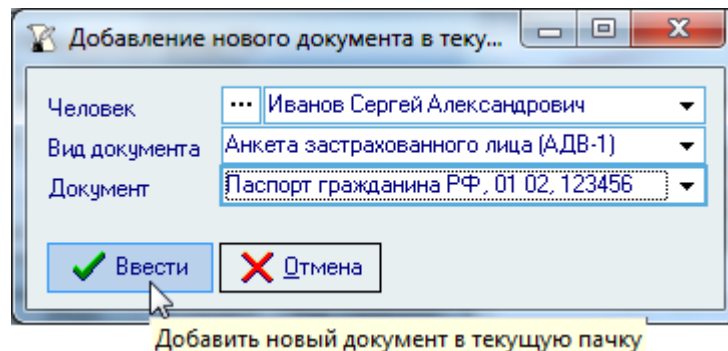 Добавление нового документа в теку...
Человек ... Иванов Сергей Александрович
Вид документа Анкета застрахованного лица (АДВ-1)
Документ Паспорт гражданина РФ, 01 02, 123456
Ввести Отмена
Добавить новый документ в текущую пачку